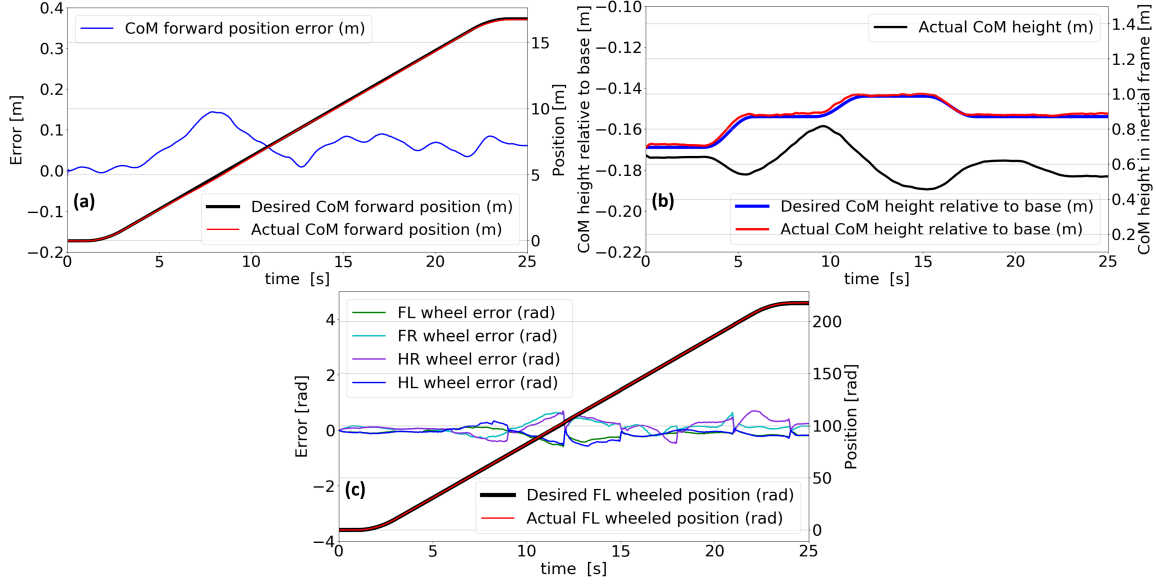 0.4
0.3
0.2
0.1
0.0
−0.1
−0.2
Error [m]
CoM forward position error (m)
(a)
Desired CoM forward position (m)
Actual CoM forward position (m)
15
10
5
0
Position [m]
0 5 10 15 20 25
time [s]
−0.10
−0.12
−0.14
−0.16
−0.18
−0.20
−0.22
CoM height relative to base [m]
Actual CoM height (m)
(b)
Desired CoM height relative to base (m)
Actual CoM height relative to base (m)
1.4
1.2
1.0
0.8
0.6
0.4
0.2
CoM height in inertial frame [m]
0 5 10 15 20 25
time [s]
4
2
0
−2
−4
Error [rad]
FL wheel error (rad)
FR wheel error (rad)
HR wheel error (rad)
HL wheel error (rad)
(c)
Desired FL wheeled position (rad)
Actual FL wheeled position (rad)
200
150
100
50
0
Position [rad]
0 5 10 15 20 25
time [s]